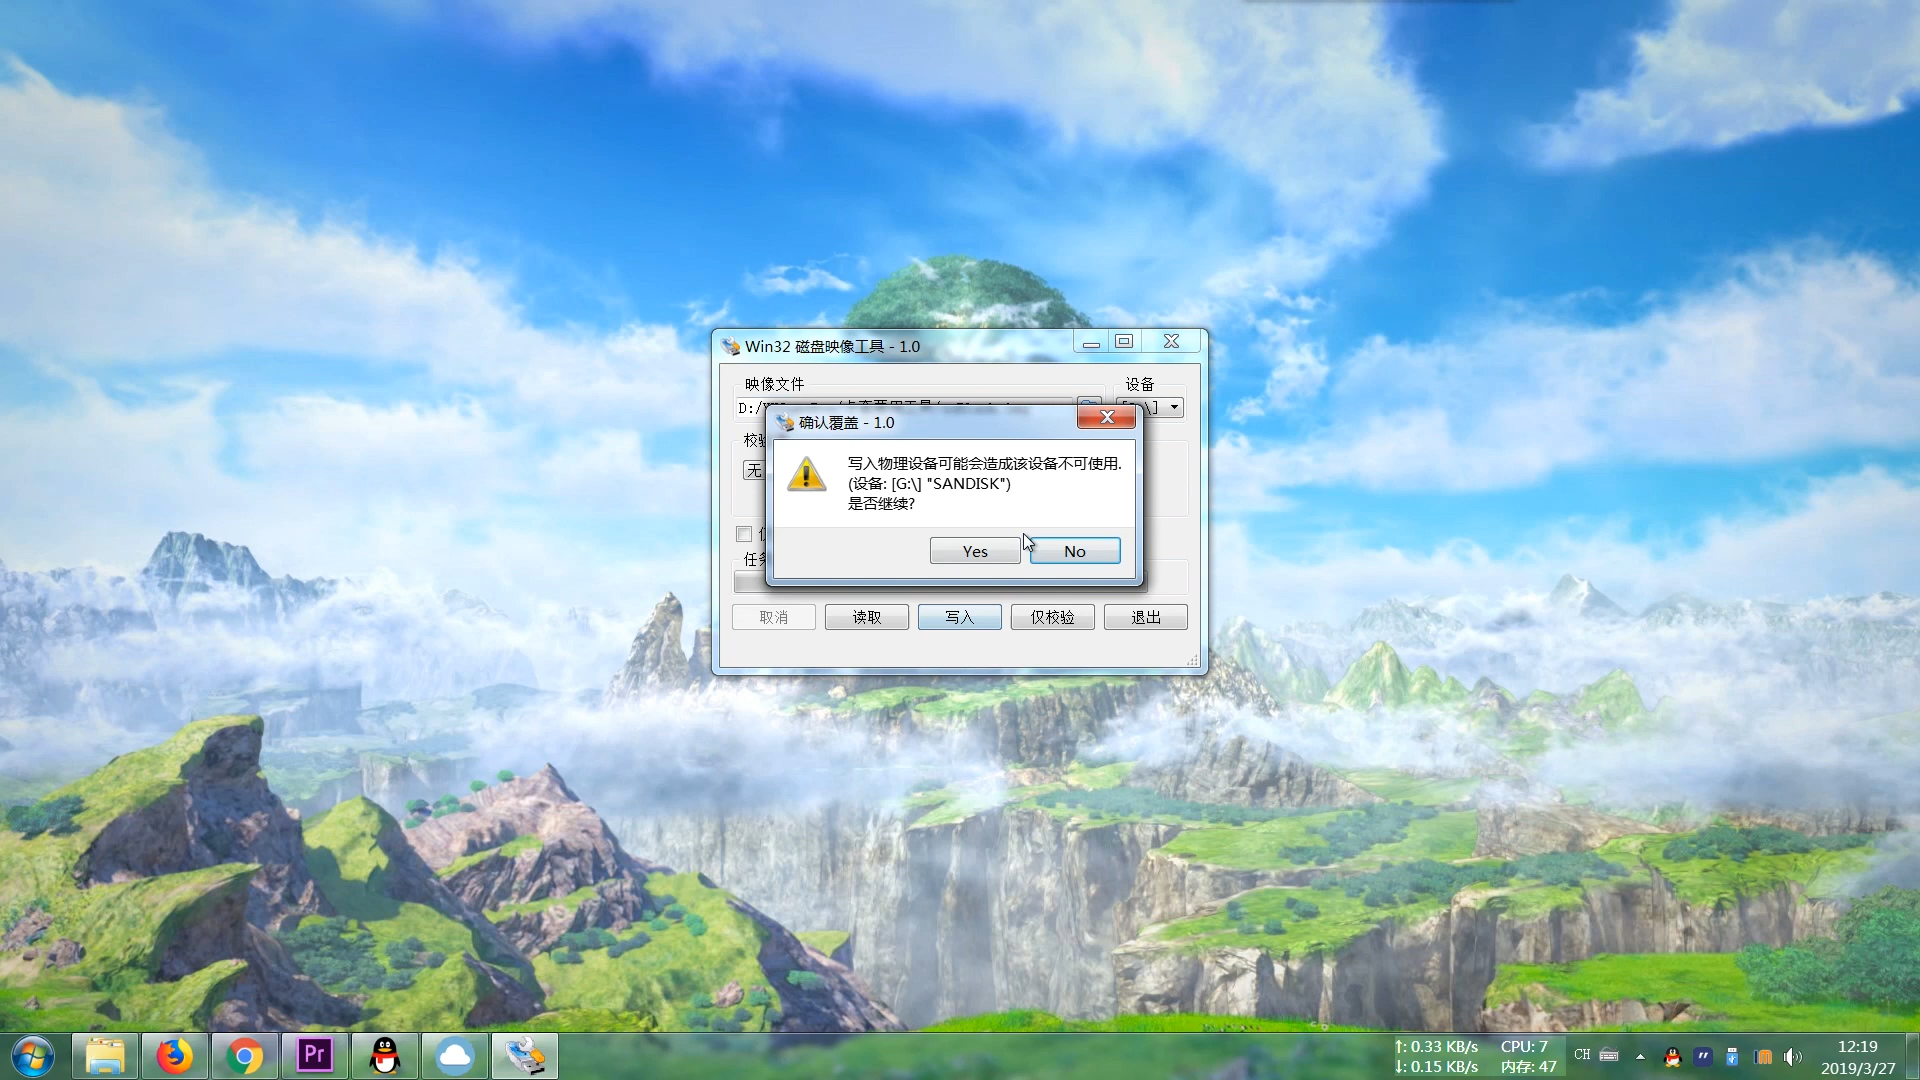 Win32 磁盘映像工具 - 1.0
映像文件
设备
D:/
确认覆盖 - 1.0
无
写入物理设备可能会造成该设备不可使用.
(设备: [G:\] "SANDISK")
是否继续?
Yes
No
取消
读取
写入
仅校验
退出
Pr
↑: 0.33 KB/s
CPU: 7
↓: 0.15 KB/s
内存: 47
CH
12:19
2019/3/27